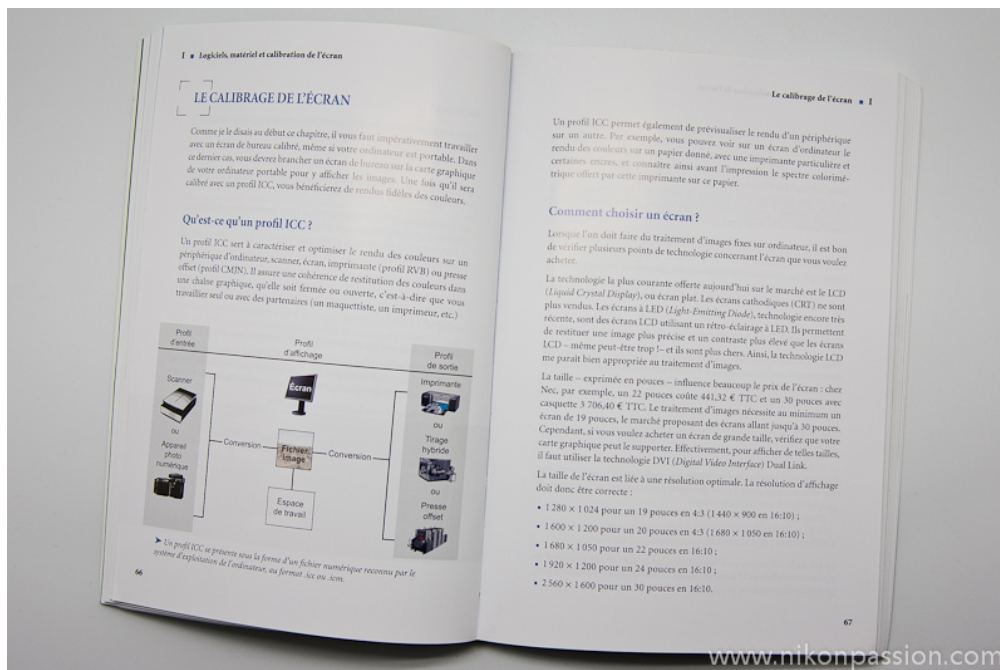 I ▪ Logiciels, matériel et calibration de l'écran
LE CALIBRAGE DE L'ÉCRAN
Comme je le disais au début ce chapitre, il vous faut impérativement travailler
avec un écran de bureau calibré, même si votre ordinateur est portable. Dans
ce dernier cas, vous devrez brancher un écran de bureau sur la carte graphique
de votre ordinateur portable pour y afficher les images. Une fois qu'il sera
calibré avec un profil ICC, vous bénéficierez de rendus fidèles des couleurs.
Qu'est-ce qu'un profil ICC ?
Un profil ICC sert à caractériser et optimiser le rendu des couleurs sur un
périphérique d'ordinateur, scanner, écran, imprimante (profil RVB) ou presse
offset (profil CMJN). Il assure une cohérence de restitution des couleurs dans
une chaîne graphique, qu'elle soit fermée ou ouverte, c'est-à-dire que vous
travaillier seul ou avec des partenaires (un maquettiste, un imprimeur, etc.)
Profil
d'entrée
Profil
d'affichage
Profil
de sortie
Scanner
ou
Appareil
photo
numérique
Écran
Conversion
Fichier
image
Conversion
Espace
de travail
Imprimante
ou
Tirage
hybride
ou
Presse
offset
➤ Un profil ICC se présente sous la forme d'un fichier numérique reconnu par le
système d'exploitation de l'ordinateur, au format .icc ou .icm.
66
Le calibrage de l'écran ▪ I
Un profil ICC permet également de prévisualiser le rendu d'un périphérique
sur un autre. Par exemple, vous pouvez voir sur un écran d'ordinateur le
rendu des couleurs sur un papier donné, avec une imprimante particulière et
certaines encres, et connaître ainsi avant l'impression le spectre colorimé-
trique offert par cette imprimante sur ce papier.
Comment choisir un écran ?
Lorsque l'on doit faire du traitement d'images fixes sur ordinateur, il est bon
de vérifier plusieurs points de technologie concernant l'écran que vous voulez
acheter.
La technologie la plus courante offerte aujourd'hui sur le marché est le LCD
(Liquid Crystal Display), ou écran plat. Les écrans cathodiques (CRT) ne sont
plus vendus. Les écrans à LED (Light-Emitting Diode), technologie encore très
récente, sont des écrans LCD utilisant un rétro-éclairage à LED. Ils permettent
de restituer une image plus précise et un contraste plus élevé que les écrans
LCD – même peut-être trop !– et ils sont plus chers. Ainsi, la technologie LCD
me paraît bien appropriée au traitement d'images.
La taille – exprimée en pouces – influence beaucoup le prix de l'écran : chez
Nec, par exemple, un 22 pouces coûte 441,32 € TTC et un 30 pouces avec
casquette 3 706,40 € TTC. Le traitement d'images nécessite au minimum un
écran de 19 pouces, le marché proposant des écrans allant jusqu'à 30 pouces.
Cependant, si vous voulez acheter un écran de grande taille, vérifiez que votre
carte graphique peut le supporter. Effectivement, pour afficher de telles tailles,
il faut utiliser la technologie DVI (Digital Video Interface) Dual Link.
La taille de l'écran est liée à une résolution optimale. La résolution d'affichage
doit donc être correcte :
• 1 280 × 1 024 pour un 19 pouces en 4:3 (1 440 × 900 en 16:10) ;
• 1 600 × 1 200 pour un 20 pouces en 4:3 (1 680 × 1 050 en 16:10) ;
• 1 680 × 1 050 pour un 22 pouces en 16:10 ;
• 1 920 × 1 200 pour un 24 pouces en 16:10 ;
• 2 560 × 1 600 pour un 30 pouces en 16:10.
67
www.nikonpassion.com